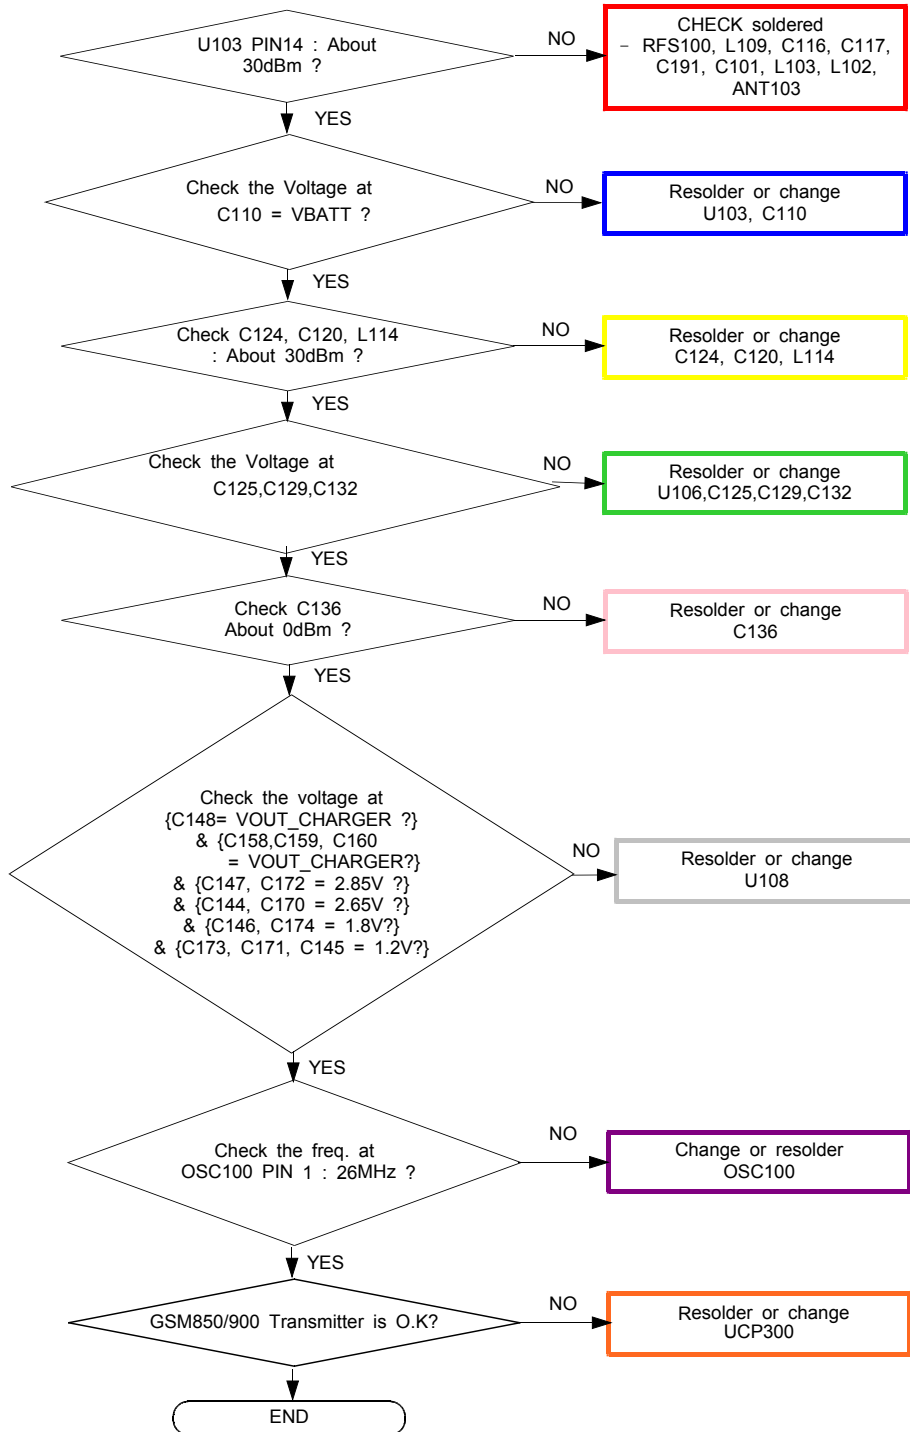 U103 PIN14 : About
30dBm ?
NO
CHECK soldered
– RFS100, L109, C116, C117,
C191, C101, L103, L102,
ANT103
YES
Check the Voltage at
C110 = VBATT ?
NO
Resolder or change
U103, C110
YES
Check C124, C120, L114
: About 30dBm ?
NO
Resolder or change
C124, C120, L114
YES
Check the Voltage at
C125,C129,C132
NO
Resolder or change
U106,C125,C129,C132
YES
Check C136
About 0dBm ?
NO
Resolder or change
C136
YES
Check the voltage at
{C148= VOUT_CHARGER ?}
& {C158,C159, C160
= VOUT_CHARGER?}
& {C147, C172 = 2.85V ?}
& {C144, C170 = 2.65V ?}
& {C146, C174 = 1.8V?}
& {C173, C171, C145 = 1.2V?}
NO
Resolder or change
U108
YES
Check the freq. at
OSC100 PIN 1 : 26MHz ?
NO
Change or resolder
OSC100
YES
GSM850/900 Transmitter is O.K?
NO
Resolder or change
UCP300
END